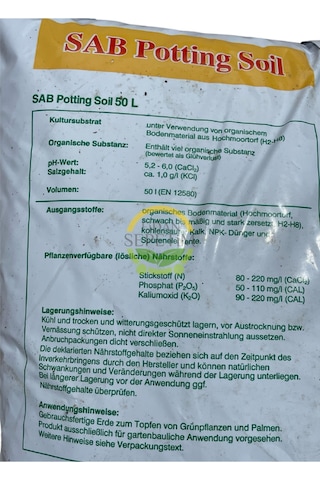 SAB Potting Soil
SAB Potting Soil 50 L
Kultursubstrat unter Verwendung von organischem
Bodenmaterial aus Hochmoortorf (H2-H8)
Organische Substanz: Enthält viel organische Substanz
(bewertet als Glühverlust)
pH-Wert: 5,2 - 6,0 (CaCl₂)
Salzgehalt: ca. 1,0 g/l (KCl)
Volumen: 50 l (EN 12580)
Ausgangsstoffe: organisches Bodenmaterial (Hochmoortorf,
schwach bis mäßig und stark zersetzt, H2-H8),
kohlensaurer Kalk, NPK- Dünger und
Spurenelemente.
Pflanzenverfügbare (lösliche) Nährstoffe:
Stickstoff (N) 80 - 220 mg/l (CaCl₂)
Phosphat (P₂O₅) 50 - 110 mg/l (CAL)
Kaliumoxid (K₂O) 90 - 220 mg/l (CAL)
Lagerungshinweise:
Kühl und trocken und witterungsgeschützt lagern, vor Austrocknung bzw.
Vernässung schützen, nicht direkter Sonneneinstrahlung aussetzen.
Anbruchpackungen dicht verschließen.
Die deklarierten Nährstoffgehalte beziehen sich auf den Zeitpunkt des
Inverkehrbringens durch den Hersteller und können natürlichen
Schwankungen und Veränderungen während der Lagerung unterliegen.
Bei längerer Lagerung vor der Anwendung ggf.
Nährstoffgehalte überprüfen.
Anwendungshinweise:
Gebrauchsfertige Erde zum Topfen von Grünpflanzen und Palmen.
Produkt ausschließlich für gartenbauliche Anwendung vorgesehen.
Weitere Hinweise siehe Verpackungstext.